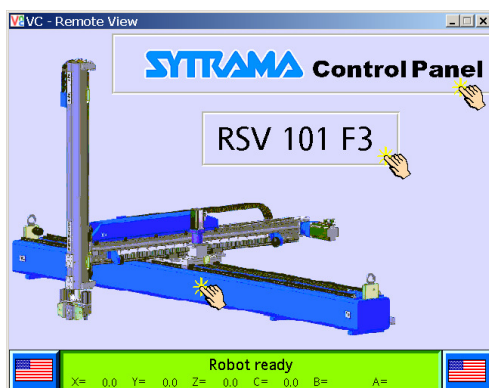 VC - Remote View
SYTRAMA Control Panel
RSV 101 F3
Robot ready
X= 0.0 Y= 0.0 Z= 0.0 C= 0.0 B= A=